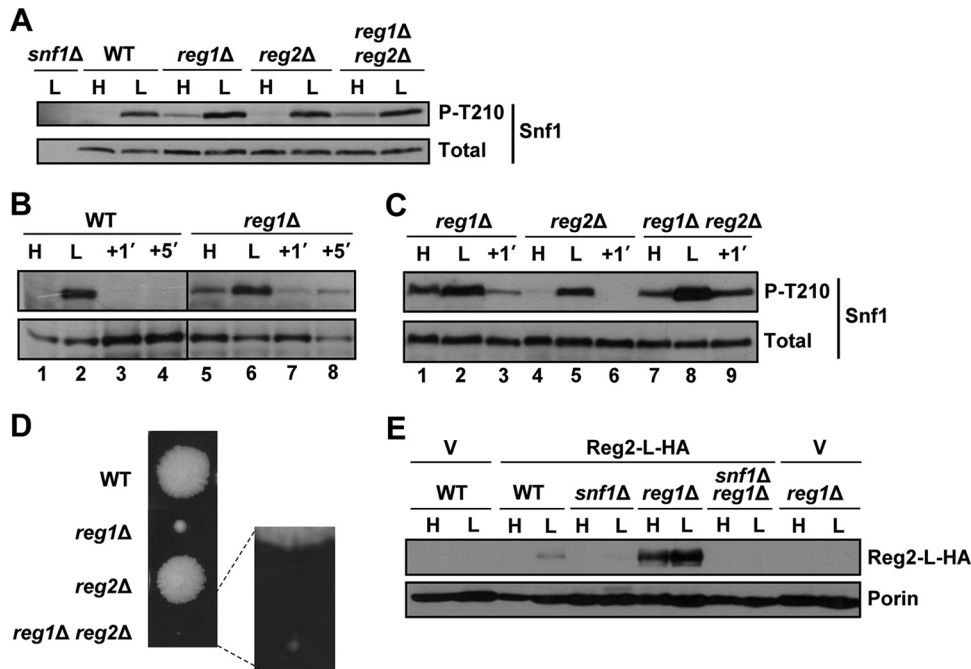 A
snf1Δ WT reg1Δ reg2Δ reg1Δ reg2Δ
L H L H L H L H L
P-T210
Total
Snf1
B
WT reg1Δ
H L +1′ +5′ H L +1′ +5′
1 2 3 4 5 6 7 8
C
reg1Δ reg2Δ reg1Δ reg2Δ
H L +1′ H L +1′ H L +1′
P-T210
Total
Snf1
1 2 3 4 5 6 7 8 9
D
WT
reg1Δ
reg2Δ
reg1Δ reg2Δ
E
V Reg2-L-HA V
WT WT snf1Δ reg1Δ snf1Δ reg1Δ reg1Δ
H L H L H L H L H L H L
Reg2-L-HA
Porin